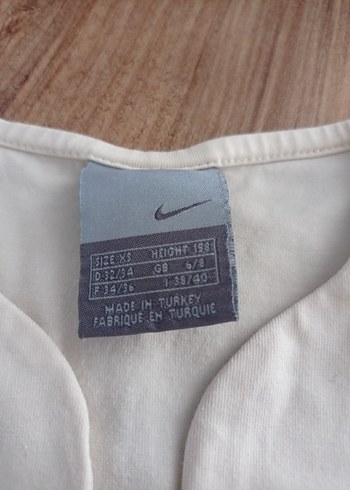 SIZE XS HEIGHT 158
D 32/34 GB 6/8
F 34/36 I 38/40
MADE IN TURKEY
FABRIQUE EN TURQUIE